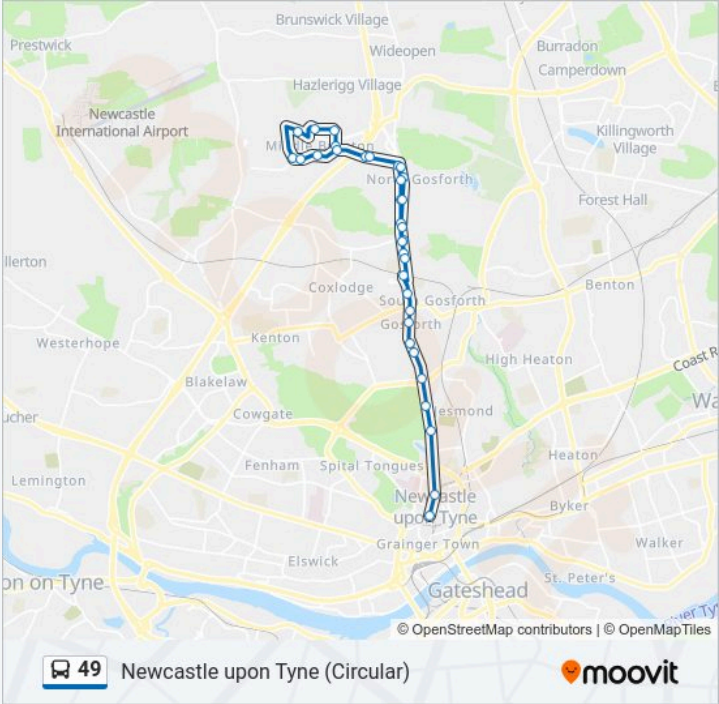 Brunswick Village
Prestwick
Wideopen
Burradon
Camperdown
Hazlerigg Village
Newcastle
International Airport
Killingworth
Village
North Gosforth
Forest Hall
llerton
Coxlodge
Benton
South Gosforth
Gosforth
Kenton
Westerhope
High Heaton
Coast R
Blakelaw
Wa
ucher
Cowgate
Jesmond
Heaton
Fenham
Spital Tongues
Lemington
Newcastle
upon Tyne
Byker
Grainger Town
Walker
Elswick
St. Peter's
on on Tyne
Gateshead
© OpenStreetMap contributors | © OpenMapTiles
49 Newcastle upon Tyne (Circular)
moovit